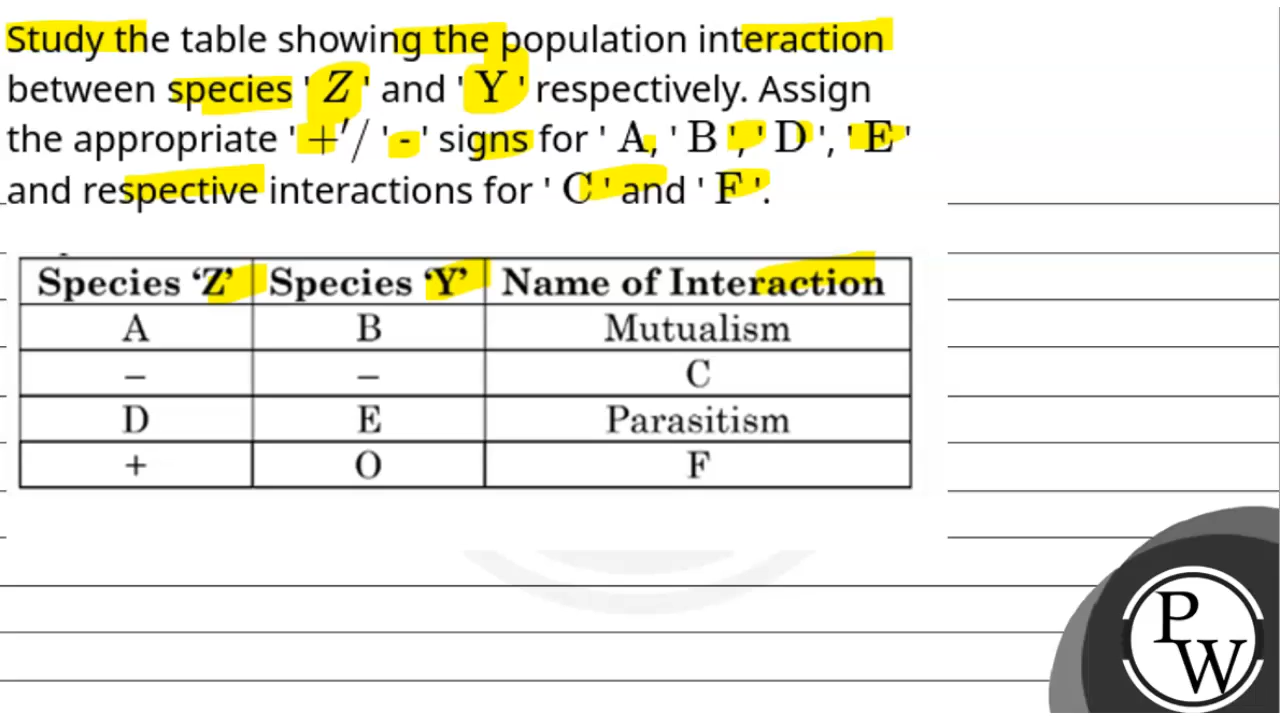 Study the table showing the population interaction
between species ' Z ' and ' Y ' respectively. Assign
the appropriate ' +'/ '-' signs for ' A, ' B ', ' D ', ' E '
and respective interactions for ' C ' and ' F '.
Species ‘Z’ Species ‘Y’ Name of Interaction
A B Mutualism
– – C
D E Parasitism
+ O F
P
W